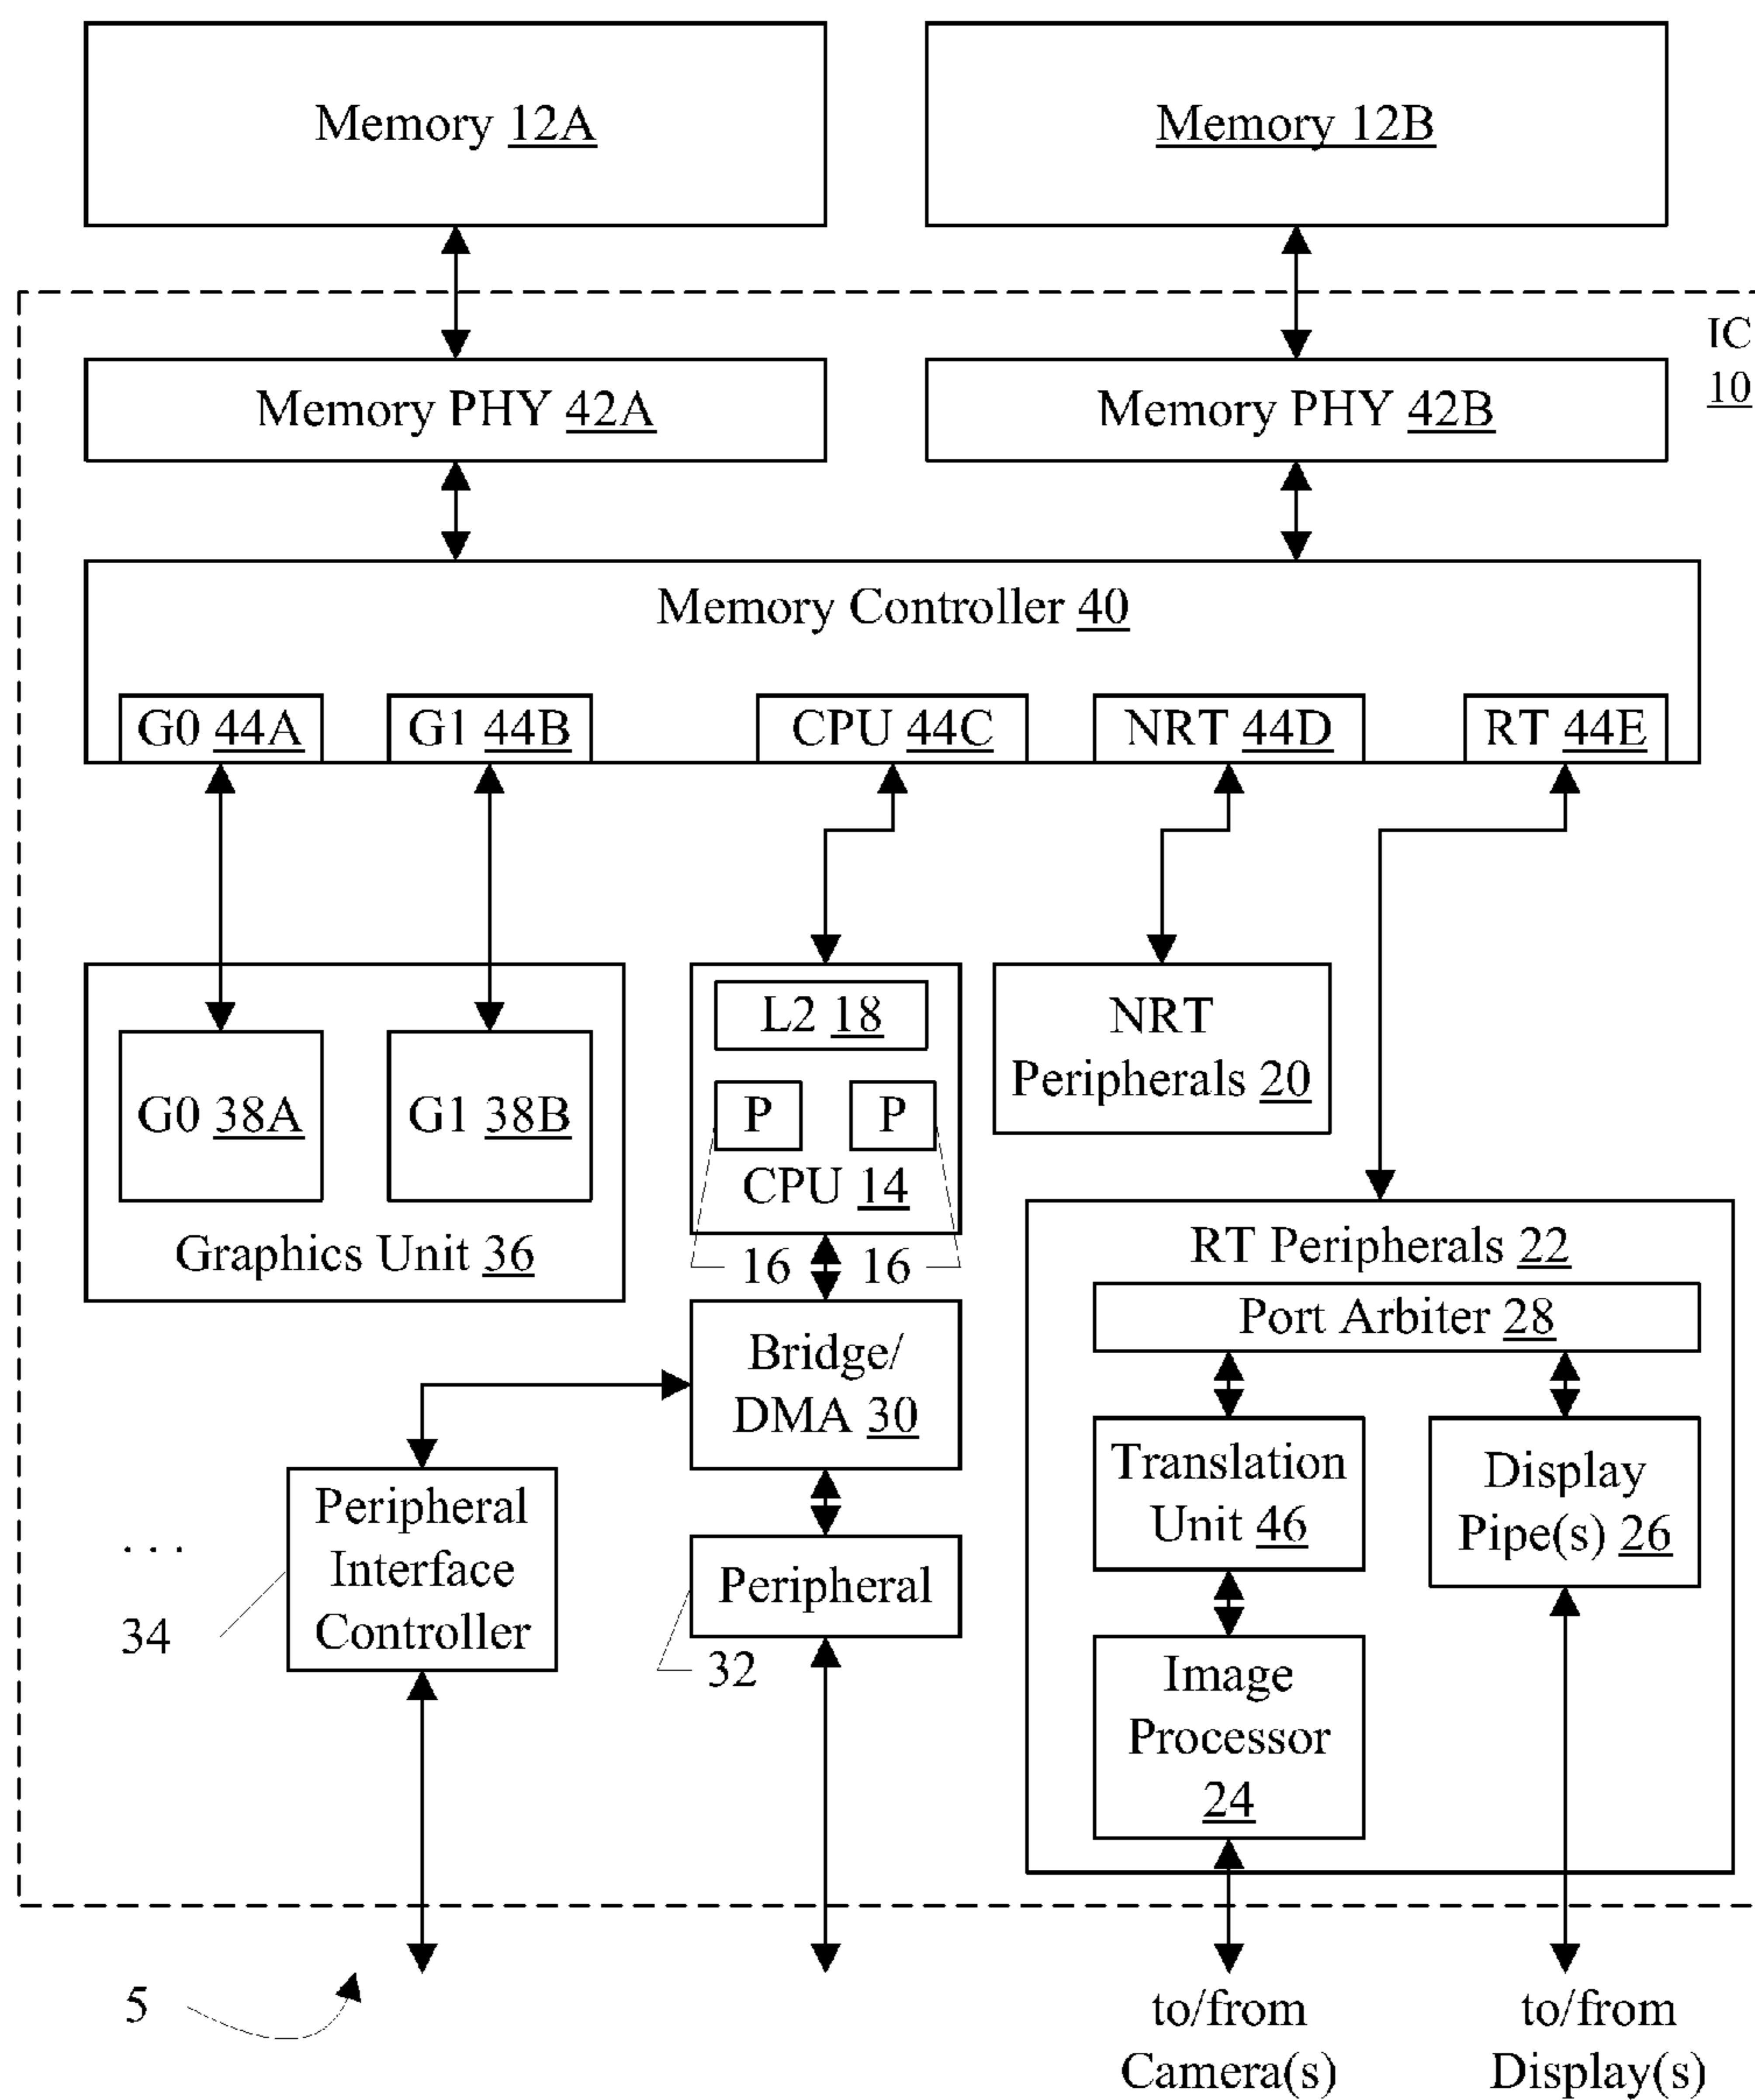 Memory 12A
Memory 12B
IC
10
Memory PHY 42A
Memory PHY 42B
Memory Controller 40
G0 44A
G1 44B
CPU 44C
NRT 44D
RT 44E
G0 38A
G1 38B
Graphics Unit 36
L2 18
P
P
CPU 14
16
16
NRT
Peripherals 20
RT Peripherals 22
Port Arbiter 28
Bridge/
DMA 30
Translation
Unit 46
Display
Pipe(s) 26
Peripheral
Interface
Controller
. . .
34
Peripheral
32
Image
Processor
24
5
to/from
Camera(s)
to/from
Display(s)